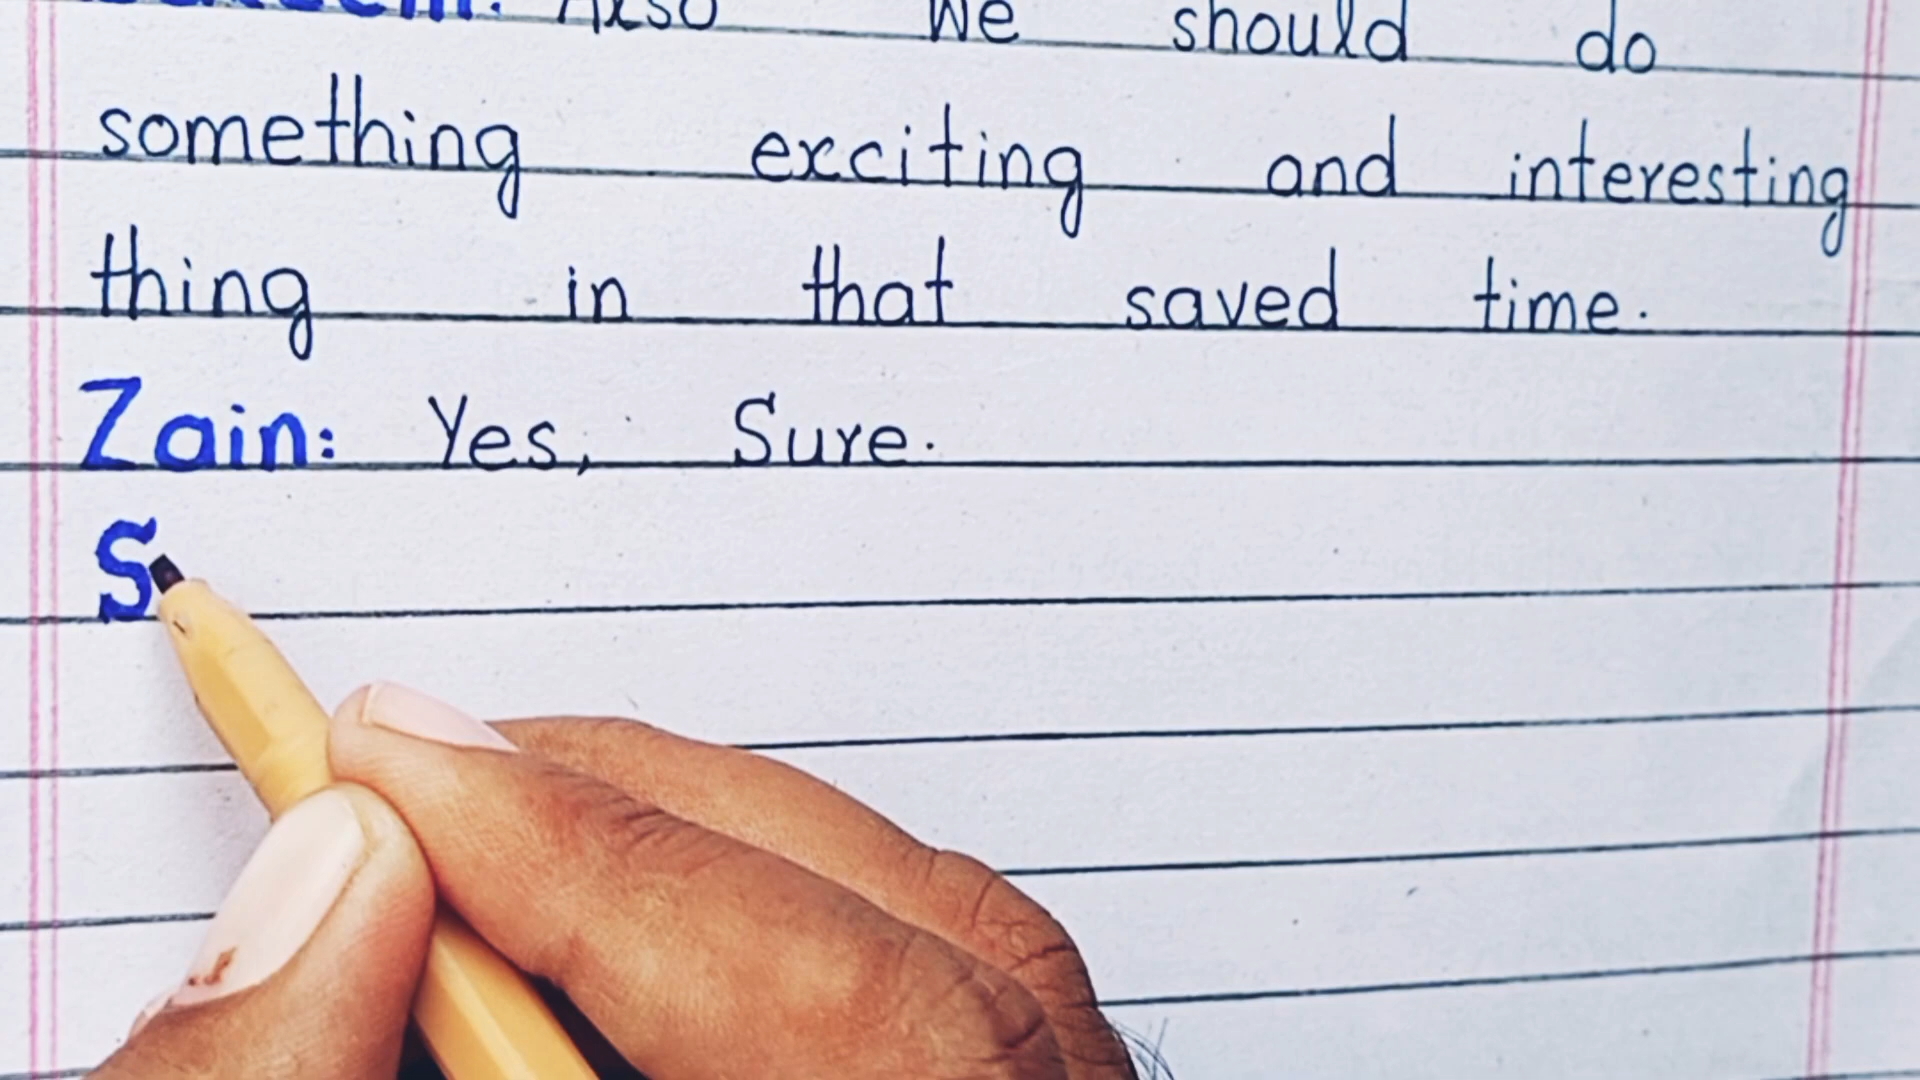 Also We should do
something exciting and interesting
thing in that saved time.
Zain: Yes, Sure.
S